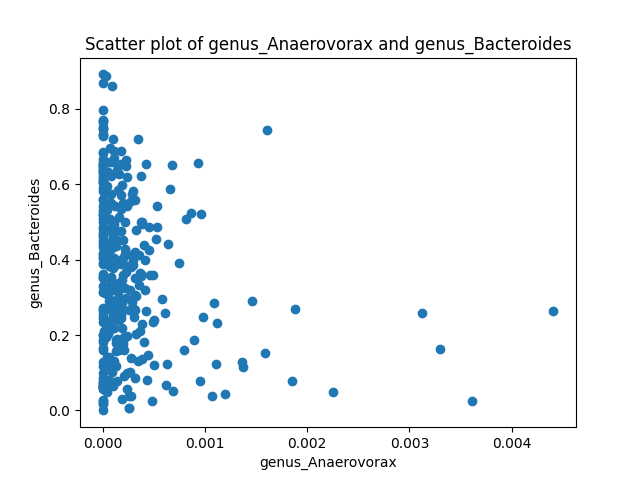 Scatter plot of genus_Anaerovorax and genus_Bacteroides
genus_Bacteroides
0.8
0.6
0.4
0.2
0.0
0.000 0.001 0.002 0.003 0.004
genus_Anaerovorax